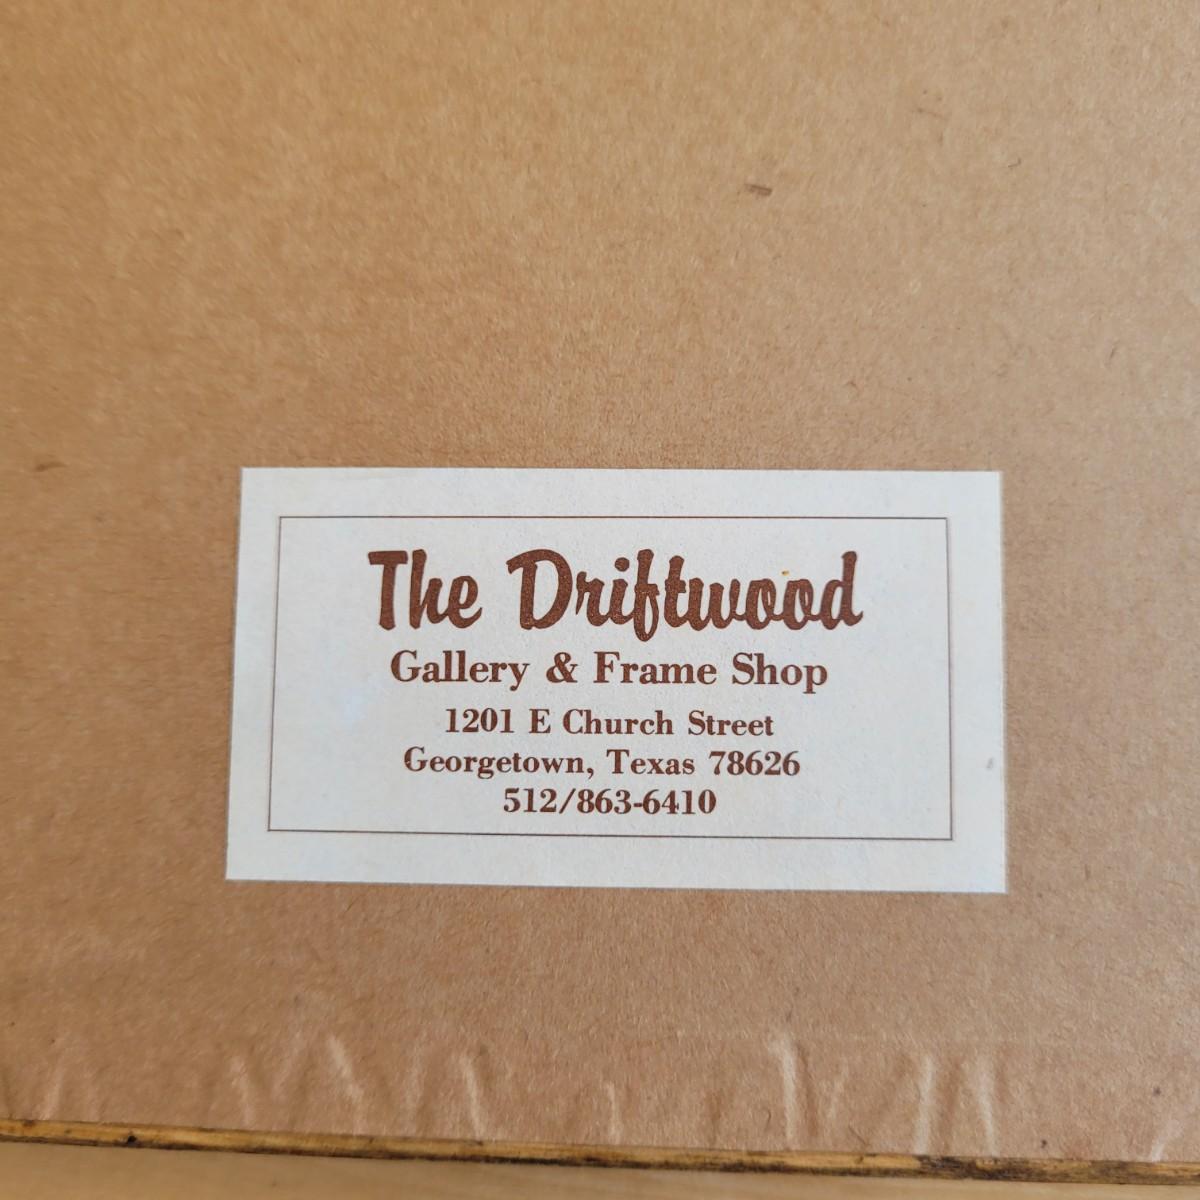 The Driftwood
Gallery & Frame Shop
1201 E Church Street
Georgetown, Texas 78626
512/863-6410